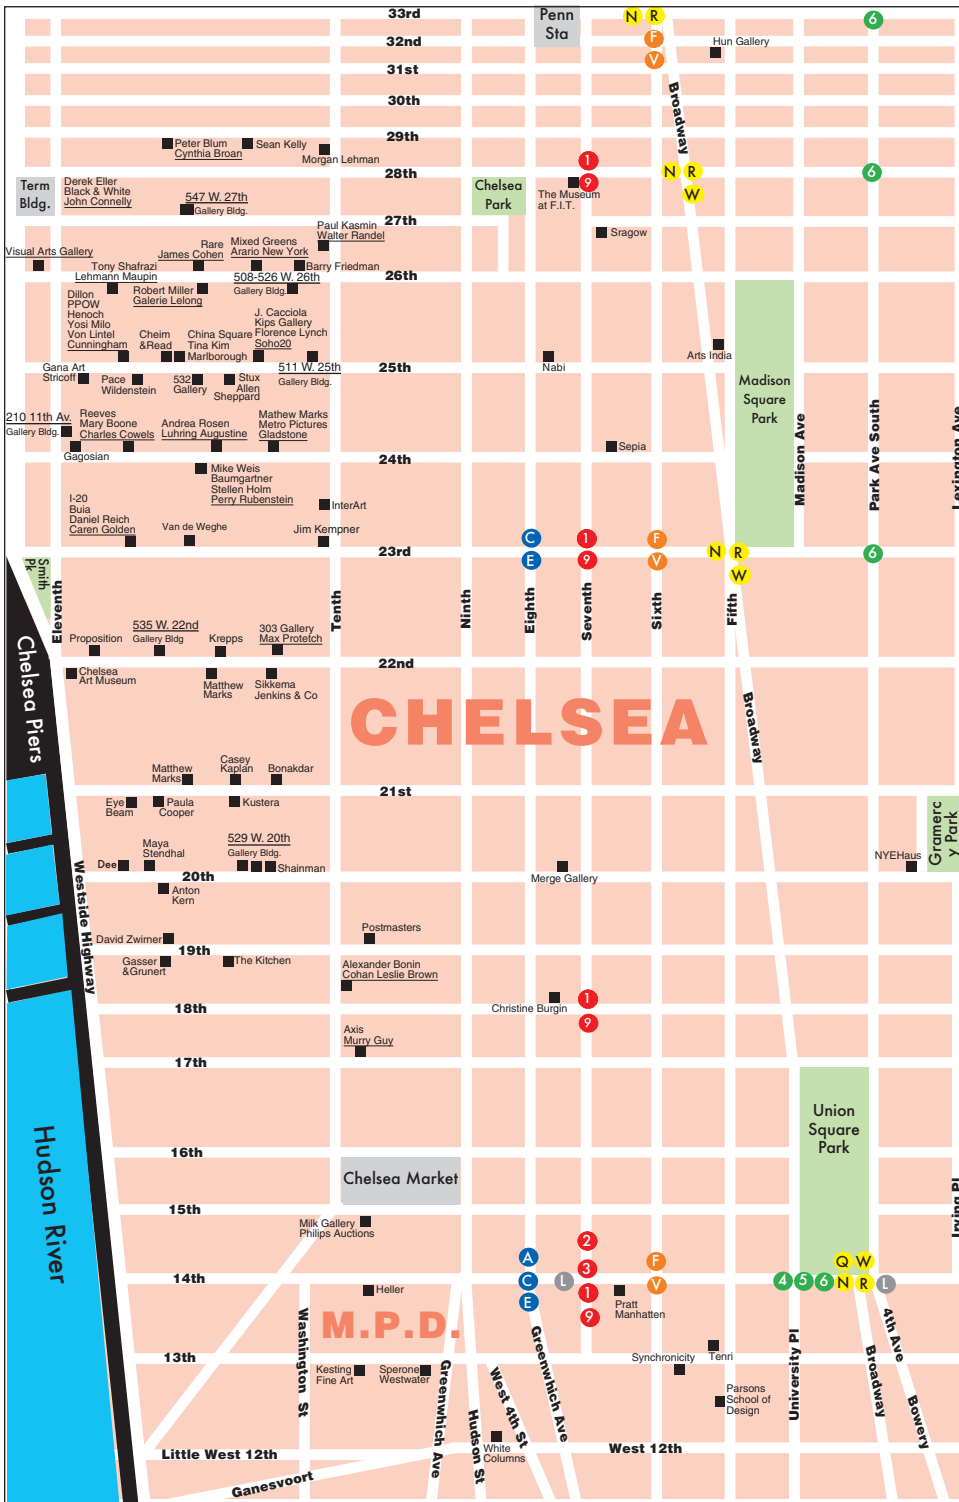 33rd
Penn
Sta
N
R
6
32nd
F
Hun Gallery
31st
V
30th
Broadway
29th
Peter Blum
Cynthia Broan
Sean Kelly
Morgan Lehman
1
28th
N
R
6
Term
Bldg.
Derek Eller
Black & White
John Connelly
547 W. 27th
Gallery Bldg.
Chelsea
Park
9
The Museum
at F.I.T.
W
27th
Paul Kasmin
Walter Randel
Sragow
Visual Arts Gallery
Rare
James Cohen
Mixed Greens
Arario New York
Barry Friedman
Tony Shafrazi
Lehmann Maupin
26th
Robert Miller
Galerie Lelong
508-526 W. 26th
Gallery Bldg.
Dillon
PPOW
Henoch
Yosi Milo
Von Lintel
Cunningham
Cheim
&Read
China Square
Tina Kim
Marlborough
J. Cacciola
Kips Gallery
Florence Lynch
Soho20
Arts India
25th
Nabi
511 W. 25th
Gallery Bldg.
Gana Art
Stricoff
Pace
Wildenstein
532
Gallery
Stux
Allen
Sheppard
Madison
Square
Park
210 11th Av.
Gallery Bldg.
Reeves
Mary Boone
Charles Cowels
Andrea Rosen
Luhring Augustine
Mathew Marks
Metro Pictures
Gladstone
Sepia
Madison Ave
Park Ave South
Lexington Ave
Gagosian
24th
Mike Weis
Baumgartner
Stellen Holm
Perry Rubenstein
InterArt
I-20
Buia
Daniel Reich
Caren Golden
Van de Weghe
Jim Kempner
23rd
C
E
1
9
F
V
N
R
W
6
Smith
Pk
Eleventh
Tenth
Ninth
Eighth
Seventh
Sixth
Fifth
Proposition
535 W. 22nd
Gallery Bldg
Krepps
303 Gallery
Max Protetch
22nd
Chelsea Piers
Chelsea
Art Museum
Matthew
Marks
Sikkema
Jenkins & Co
CHELSEA
Broadway
Matthew
Marks
Casey
Kaplan
Bonakdar
21st
Eye
Beam
Paula
Cooper
Kustera
Gramerc
y Park
Maya
Stendhal
529 W. 20th
Gallery Bldg.
Dee
Shainman
NYEHaus
20th
Merge Gallery
Westside Highway
Anton
Kern
David Zwirner
Postmasters
19th
Gasser
&Grunert
The Kitchen
Alexander Bonin
Cohan Leslie Brown
18th
Christine Burgin
1
9
Axis
Murry Guy
17th
Hudson River
Union
Square
Park
16th
Chelsea Market
Irving Pl
15th
Milk Gallery
Philips Auctions
14th
A
C
E
L
2
3
1
9
F
V
4
5
6
Q
W
N
R
L
Heller
Pratt
Manhatten
M.P.D.
Washington St
Greenwhich Ave
University Pl
4th Ave
13th
Synchronicity
Tenri
Kesting
Fine Art
Sperone
Westwater
Greenwhich Ave
Hudson St
West 4th St
Broadway
Bowery
Parsons
School of
Design
Little West 12th
White
Columns
West 12th
Ganesvoort